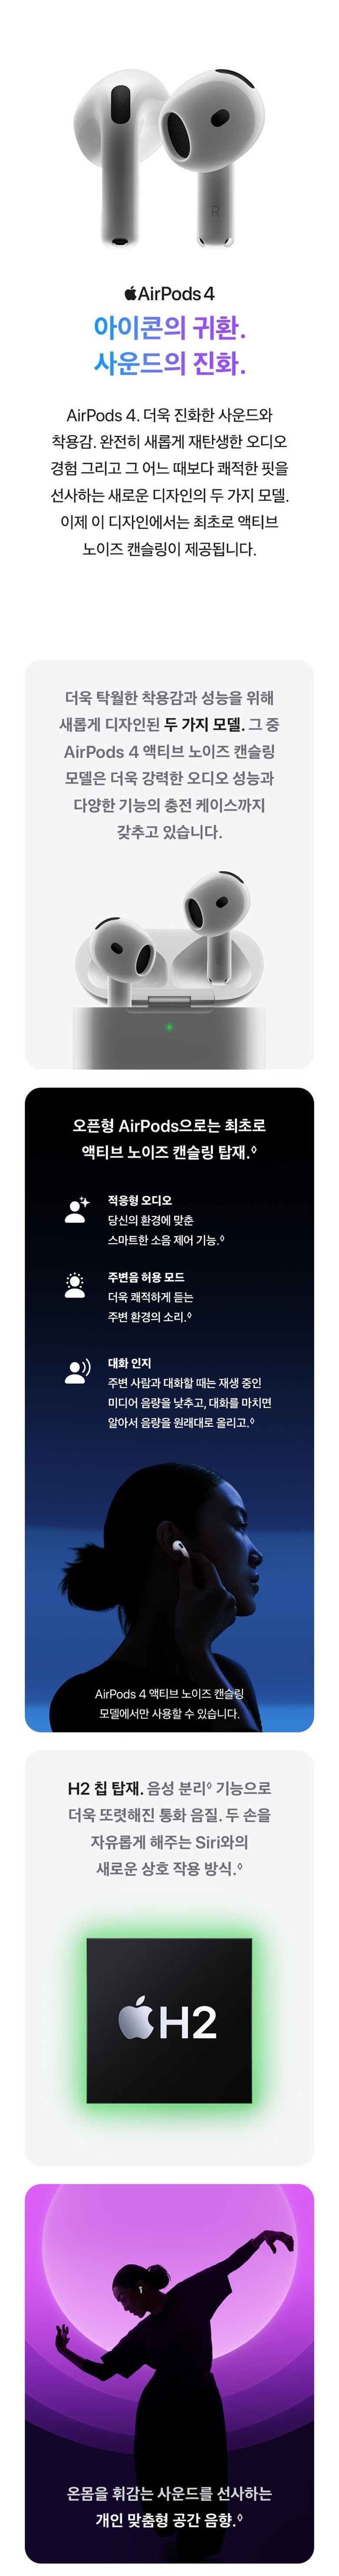 R
AirPods 4
아이콘의 귀환.
사운드의 진화.
AirPods 4. 더욱 진화한 사운드와
착용감. 완전히 새롭게 재탄생한 오디오
경험 그리고 그 어느 때보다 쾌적한 핏을
선사하는 새로운 디자인의 두 가지 모델.
이제 이 디자인에서는 최초로 액티브
노이즈 캔슬링이 제공됩니다.
더욱 탁월한 착용감과 성능을 위해
새롭게 디자인된 두 가지 모델. 그 중
AirPods 4 액티브 노이즈 캔슬링
모델은 더욱 강력한 오디오 성능과
다양한 기능의 충전 케이스까지
갖추고 있습니다.
오픈형 AirPods으로는 최초로
액티브 노이즈 캔슬링 탑재.◊
적응형 오디오
당신의 환경에 맞춘
스마트한 소음 제어 기능.◊
주변음 허용 모드
더욱 쾌적하게 듣는
주변 환경의 소리.◊
대화 인지
주변 사람과 대화할 때는 재생 중인
미디어 음량을 낮추고, 대화를 마치면
알아서 음량을 원래대로 올리고.◊
AirPods 4 액티브 노이즈 캔슬링
모델에서만 사용할 수 있습니다.
H2 칩 탑재. 음성 분리◊ 기능으로
더욱 또렷해진 통화 음질. 두 손을
자유롭게 해주는 Siri와의
새로운 상호 작용 방식.◊
H2
온몸을 휘감는 사운드를 선사하는
개인 맞춤형 공간 음향.◊